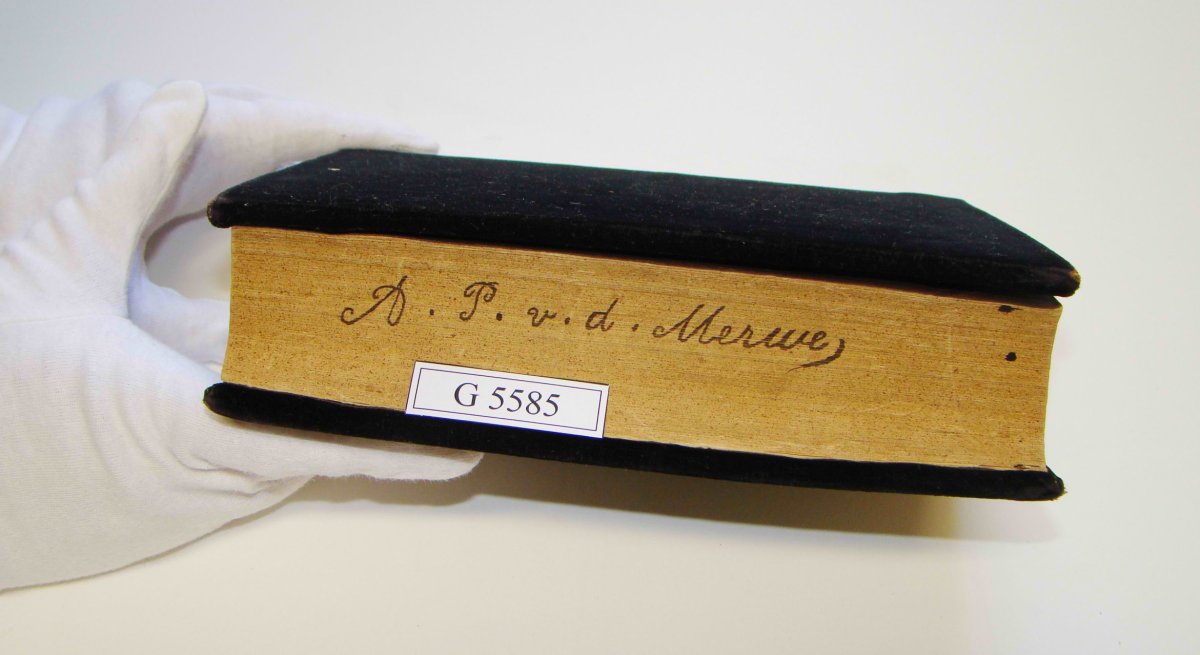 A. P. v. d. Merwe,
G 5585